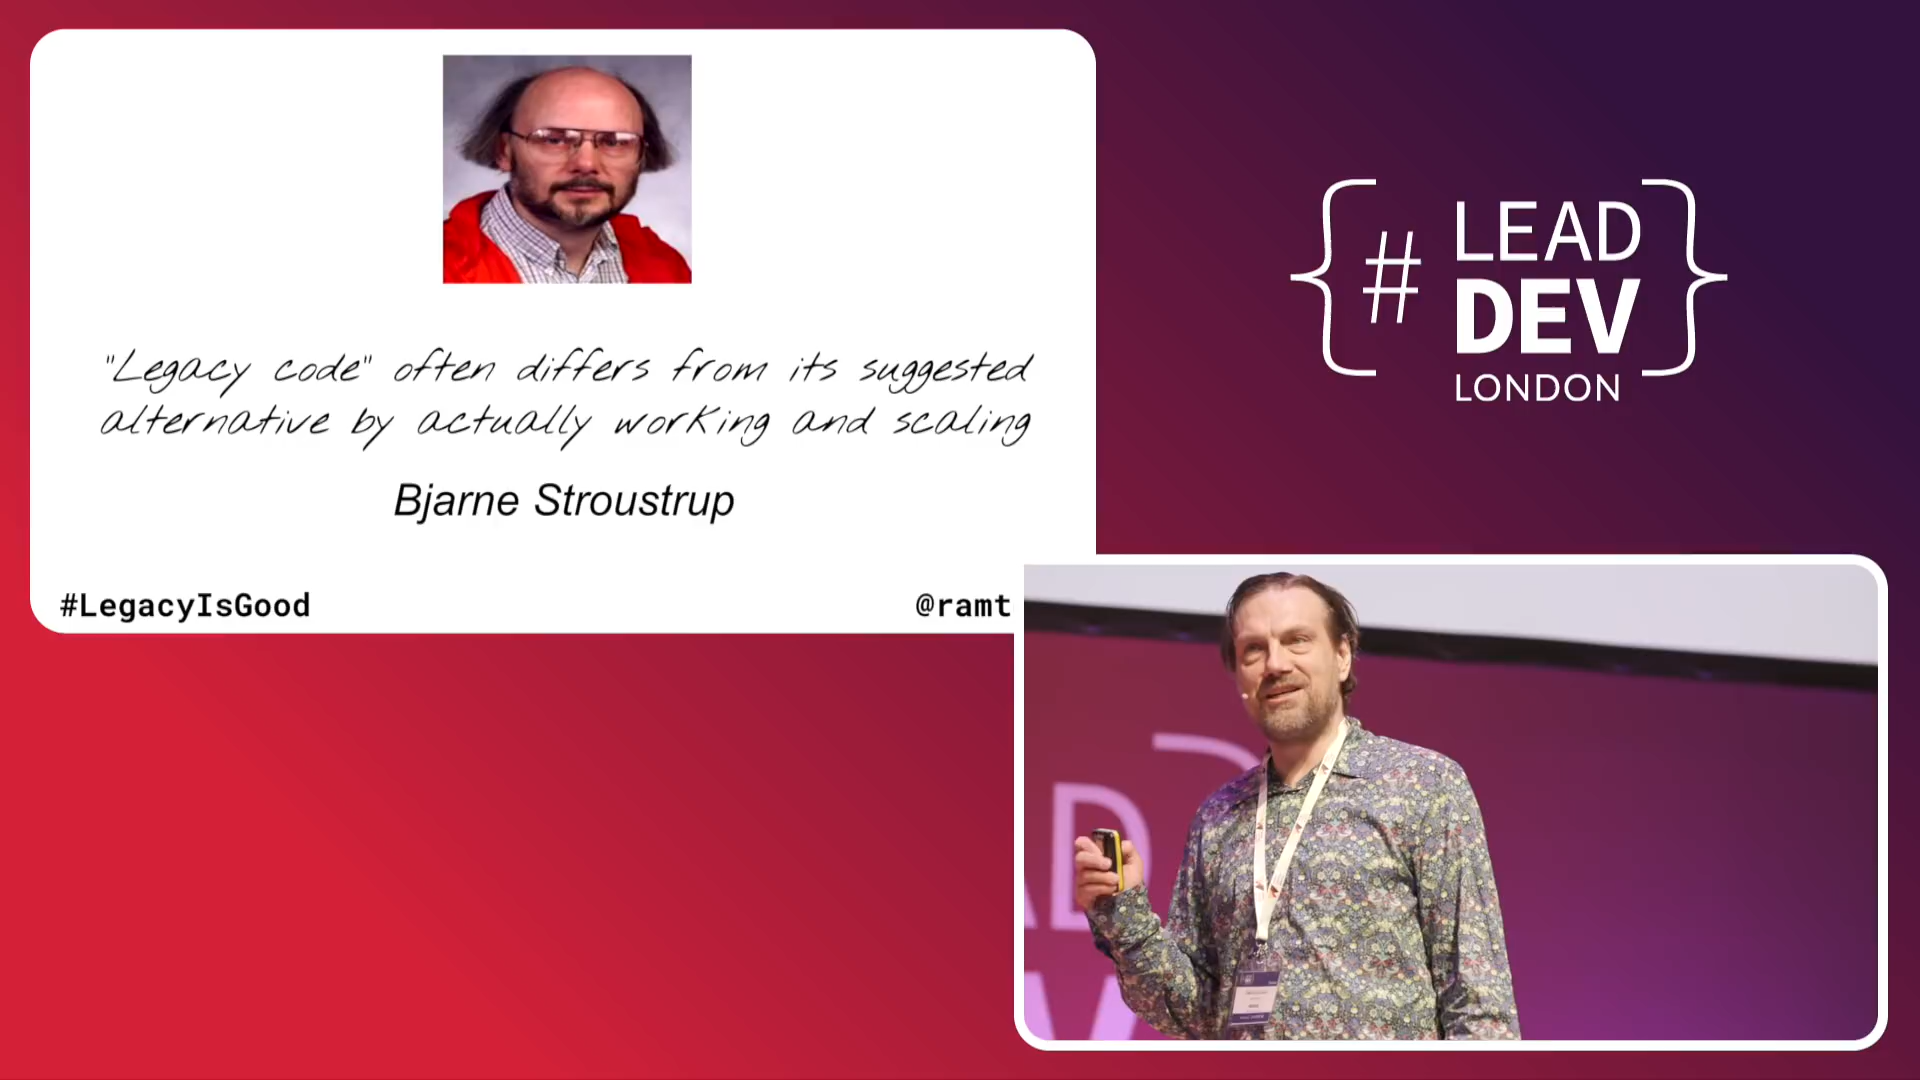 "Legacy code" often differs from its suggested
alternative by actually working and scaling
Bjarne Stroustrup
#LegacyIsGood
@ramt
#
LEAD
DEV
LONDON